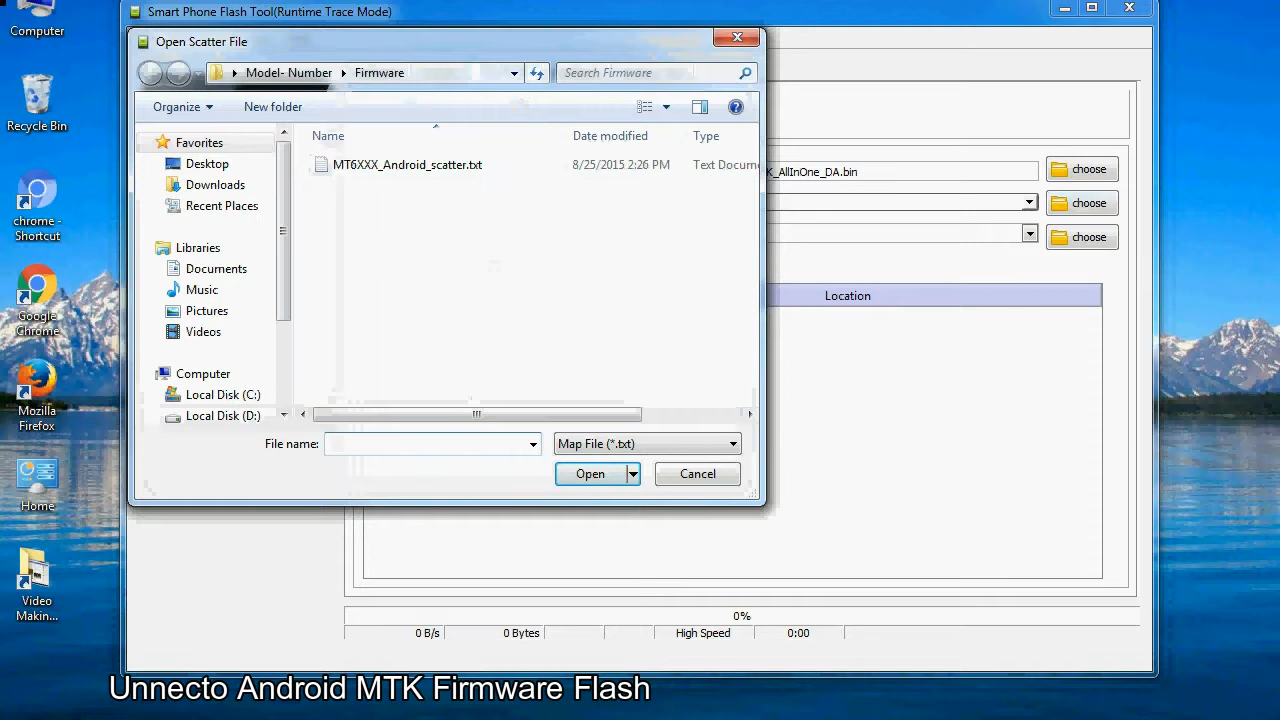 Computer
Recycle Bin
chrome -
Shortcut
Google
Chrome
Mozilla
Firefox
Home
Video
Makin...
Smart Phone Flash Tool(Runtime Trace Mode)
Open Scatter File
Model- Number
Firmware
Search Firmware
Organize
New folder
Name
Date modified
Type
Favorites
Desktop
Downloads
Recent Places
Libraries
Documents
Music
Pictures
Videos
Computer
Local Disk (C:)
Local Disk (D:)
MT6XXX_Android_scatter.txt
8/25/2015 2:26 PM
Text Docum
File name:
Map File (*.txt)
Open
Cancel
K_AllInOne_DA.bin
choose
choose
choose
Location
0%
0 B/s
0 Bytes
High Speed
0:00
Unnecto Android MTK Firmware Flash